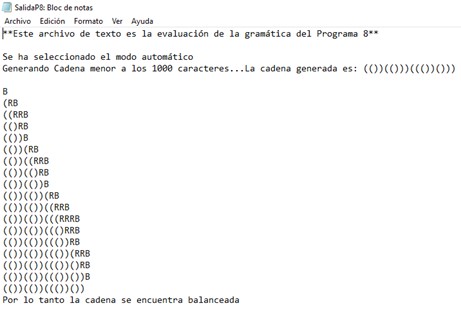 SalidaP8: Bloc de notas
Archivo Edición Formato Ver Ayuda
**Este archivo de texto es la evaluación de la gramática del Programa 8**
Se ha seleccionado el modo automático
Generando Cadena menor a los 1000 caracteres...La cadena generada es: (())(()))((())()))
B
(RB
((RRB
(()RB
(())B
(())(RB
(())((RRB
(())(()RB
(())(())B
(())(())(RB
(())(())((RRB
(())(())(((RRRB
(())(())((()RRB
(())(())((())RB
(())(())((())(RRB
(())(())((())()RB
(())(())((())())B
(())(())((())())
Por lo tanto la cadena se encuentra balanceada